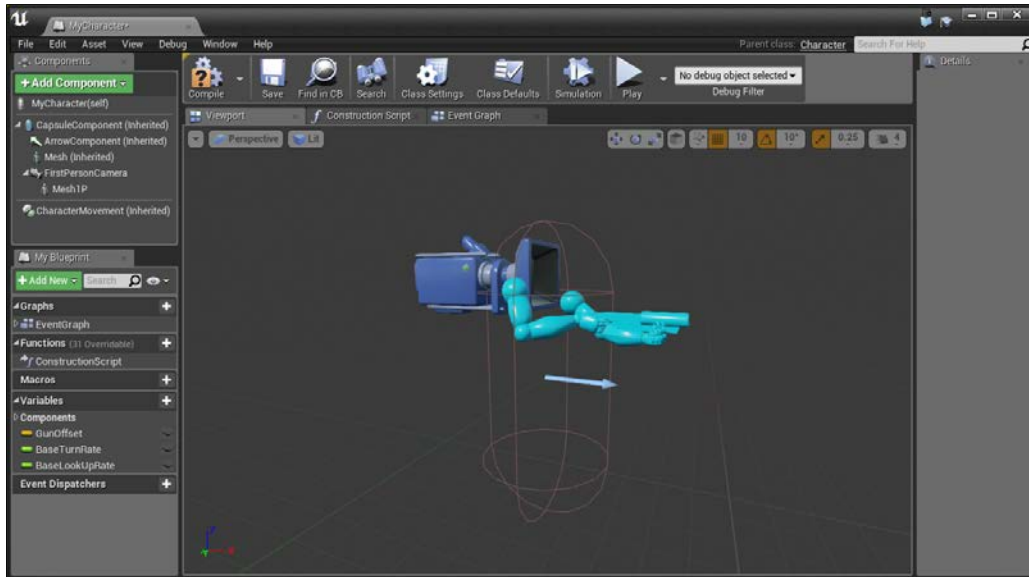 MyCharacter*
File Edit Asset View Debug Window Help
Parent class: Character
Search For Help
Components
+Add Component
MyCharacter(self)
CapsuleComponent (Inherited)
ArrowComponent (Inherited)
Mesh (Inherited)
FirstPersonCamera
Mesh1P
CharacterMovement (Inherited)
My Blueprint
+Add New
Search
Graphs
EventGraph
Functions (31 Overridable)
ConstructionScript
Macros
Variables
Components
GunOffset
BaseTurnRate
BaseLookUpRate
Event Dispatchers
Compile Save Find in CB Search Class Settings Class Defaults Simulation Play
No debug object selected
Debug Filter
Viewport Construction Script Event Graph
Perspective Lit
10 10° 0.25 4
Z X
Details